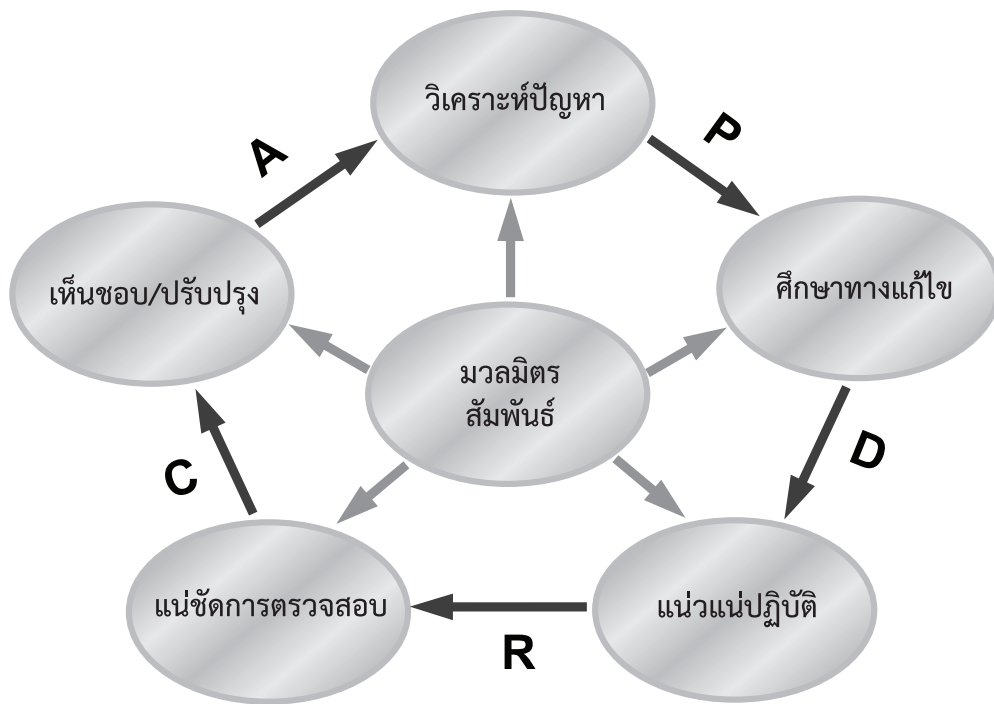 วิเคราะห์ปัญหา
P
A
เห็นชอบ/ปรับปรุง
ศึกษาทางแก้ไข
มวลมิตร
สัมพันธ์
D
C
แน่ชัดการตรวจสอบ
แน่วแน่ปฏิบัติ
R